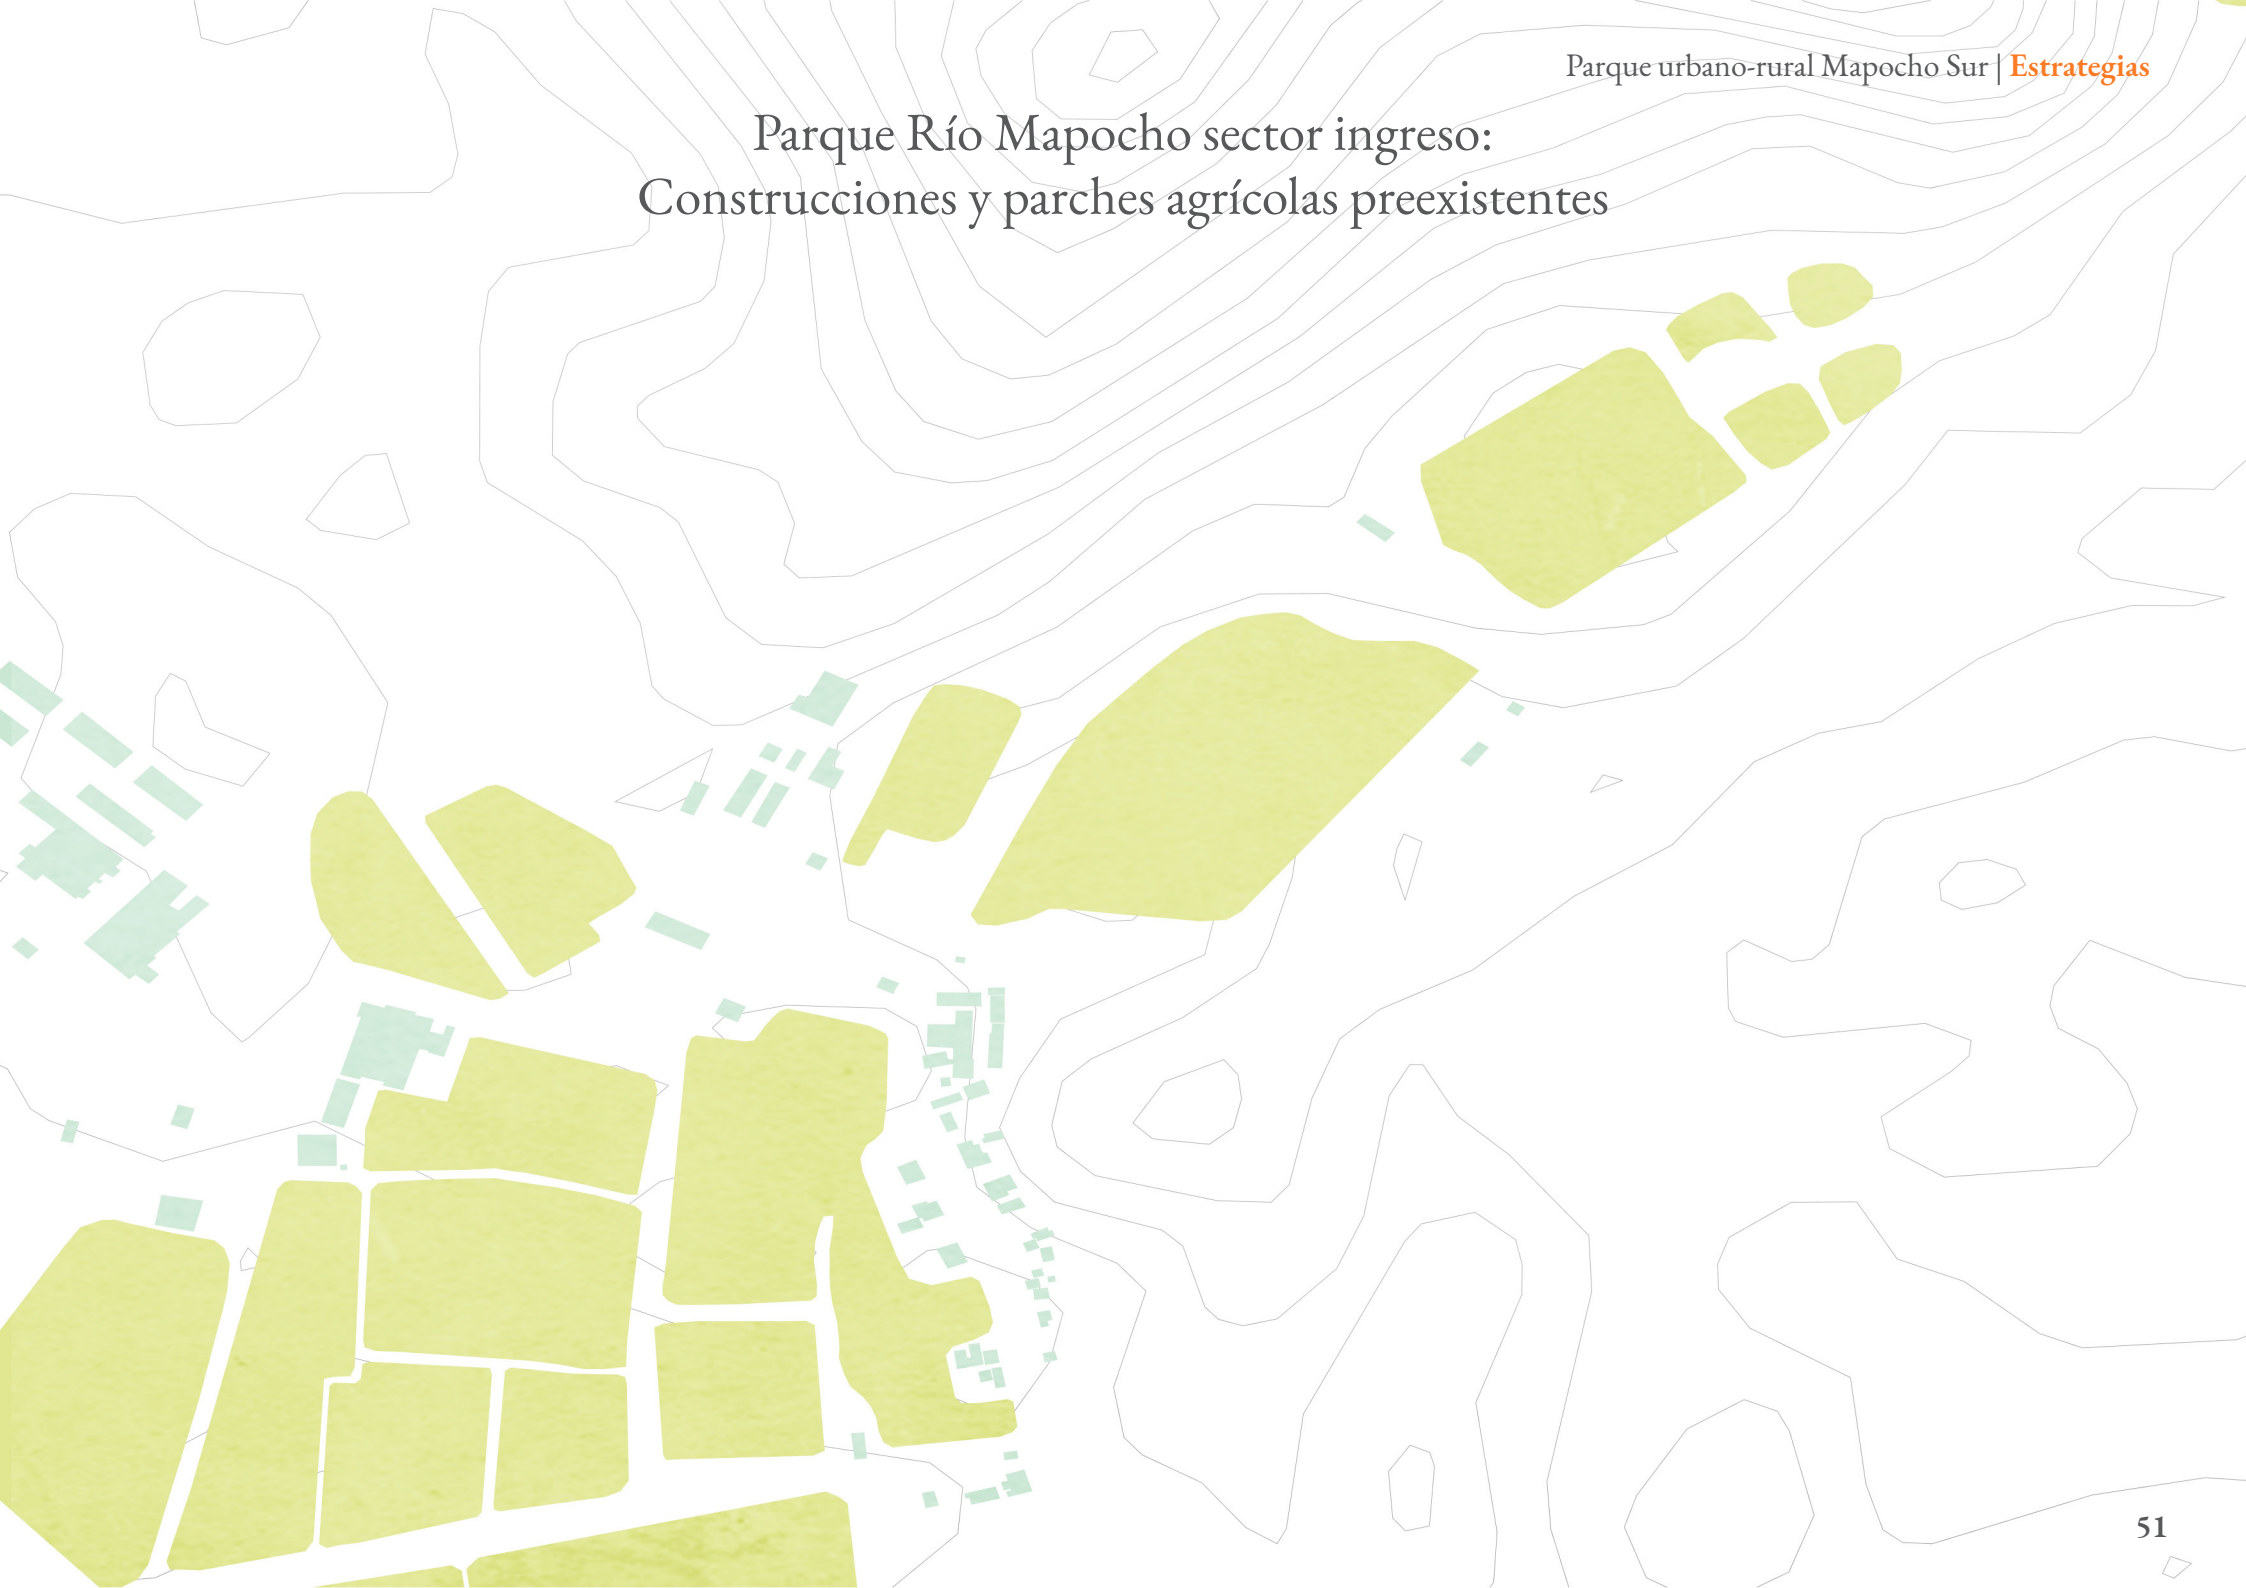 Parque urbano-rural Mapocho Sur | Estrategias
Parque Río Mapocho sector ingreso:
Construcciones y parches agrícolas preexistentes
51